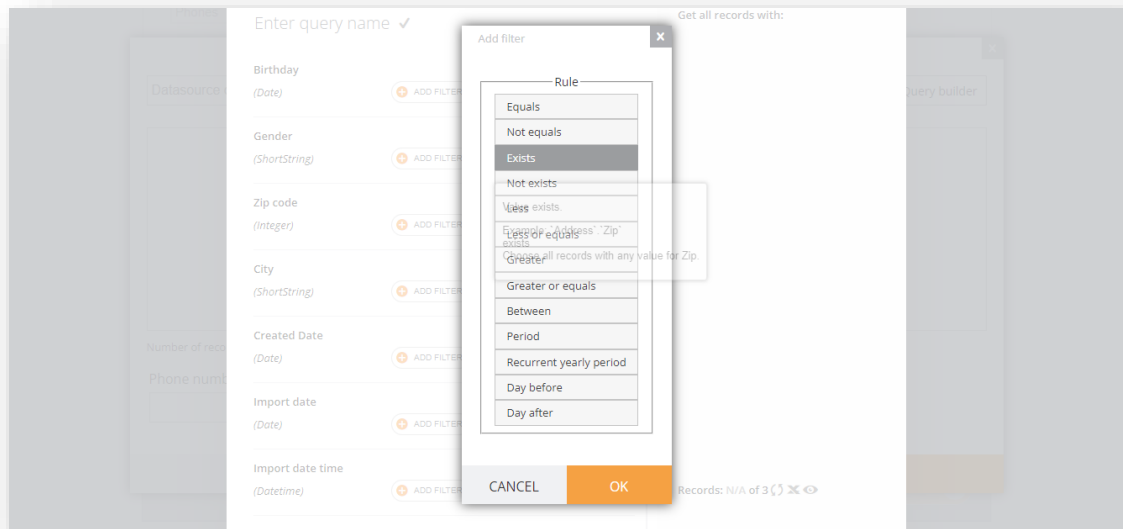 Phones
Get all records with:
Enter query name
Add filter
x
Birthday
(Date)
ADD FILTER
Datasource
Query builder
Rule
Equals
Not equals
Gender
(ShortString)
ADD FILTER
Exists
Not exists
Zip code
(Integer)
ADD FILTER
Less
Value exists.
Less or equals
Example: `Address`.`Zip`
exists
Greater
Choose all records with any value for Zip.
City
(ShortString)
ADD FILTER
Greater or equals
Between
Created Date
(Date)
ADD FILTER
Period
Number of reco
Recurrent yearly period
Phone numb
Day before
Import date
(Date)
ADD FILTER
Day after
Import date time
(Datetime)
ADD FILTER
CANCEL
OK
Records: N/A of 3